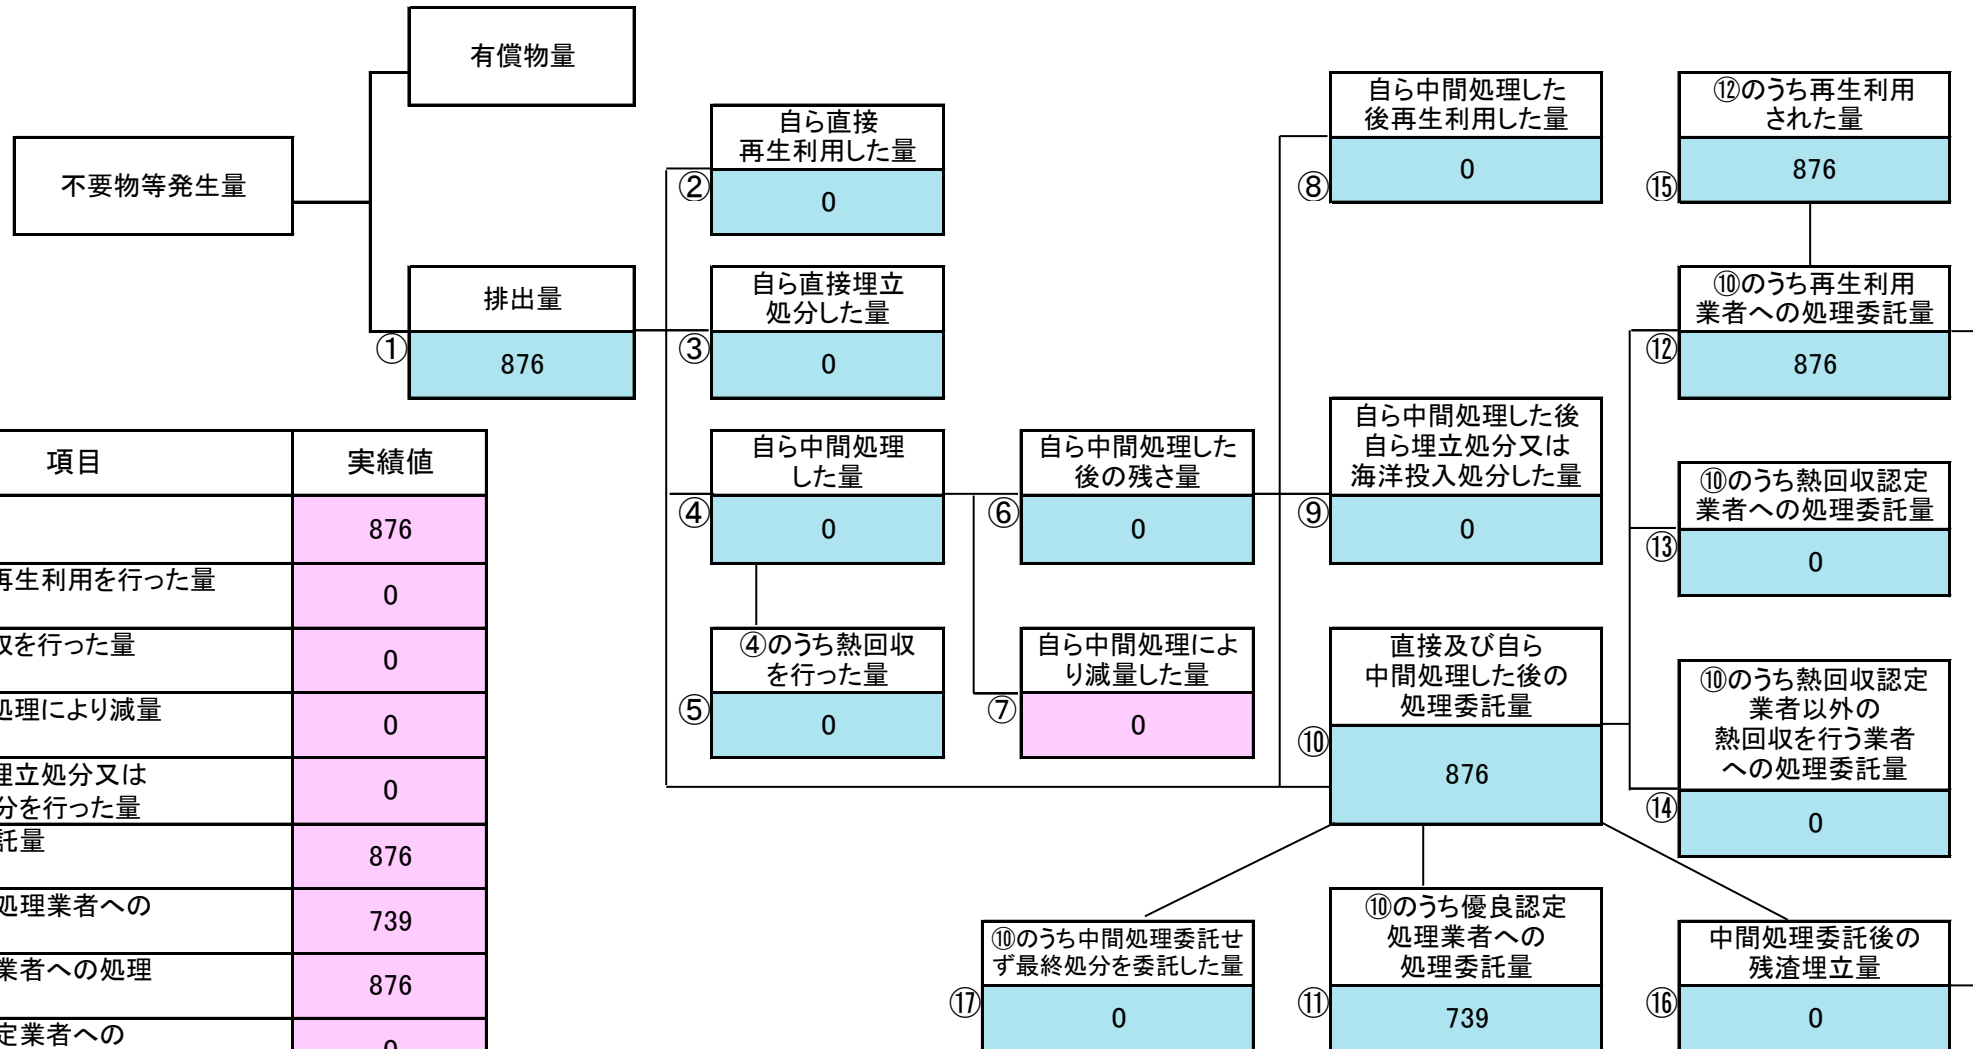 有償物量
不要物等発生量
排出量
①
876
自ら直接
再生利用した量
②
0
自ら直接埋立
処分した量
③
0
自ら中間処理
した量
④
0
④のうち熱回収
を行った量
⑤
0
自ら中間処理した
後の残さ量
⑥
0
自ら中間処理によ
り減量した量
⑦
0
自ら中間処理した
後再生利用した量
⑧
0
自ら中間処理した後
自ら埋立処分又は
海洋投入処分した量
⑨
0
直接及び自ら
中間処理した後の
処理委託量
⑩
876
⑫のうち再生利用
された量
⑮
876
⑩のうち再生利用
業者への処理委託量
⑫
876
⑩のうち熱回収認定
業者への処理委託量
⑬
0
⑩のうち熱回収認定
業者以外の
熱回収を行う業者
への処理委託量
⑭
0
⑩のうち中間処理委託せ
ず最終処分を委託した量
⑰
0
⑩のうち優良認定
処理業者への
処理委託量
⑪
739
中間処理委託後の
残渣埋立量
⑯
0
項目
実績値
876
再生利用を行った量
0
収を行った量
0
処理により減量
0
埋立処分又は
分を行った量
0
託量
876
処理業者への
739
業者への処理
876
定業者への
0